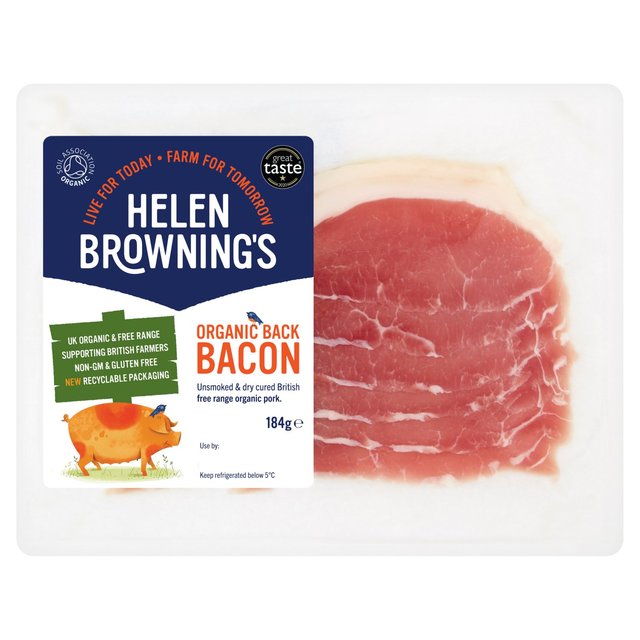 SOIL ASSOCIATION
ORGANIC
LIVE FOR TODAY • FARM FOR TOMORROW
great
taste
HELEN
BROWNING'S
UK ORGANIC & FREE RANGE
SUPPORTING BRITISH FARMERS
NON-GM & GLUTEN FREE
NEW RECYCLABLE PACKAGING
ORGANIC BACK
BACON
Unsmoked & dry cured British
free range organic pork.
184g ℮
Use by:
Keep refrigerated below 5°C